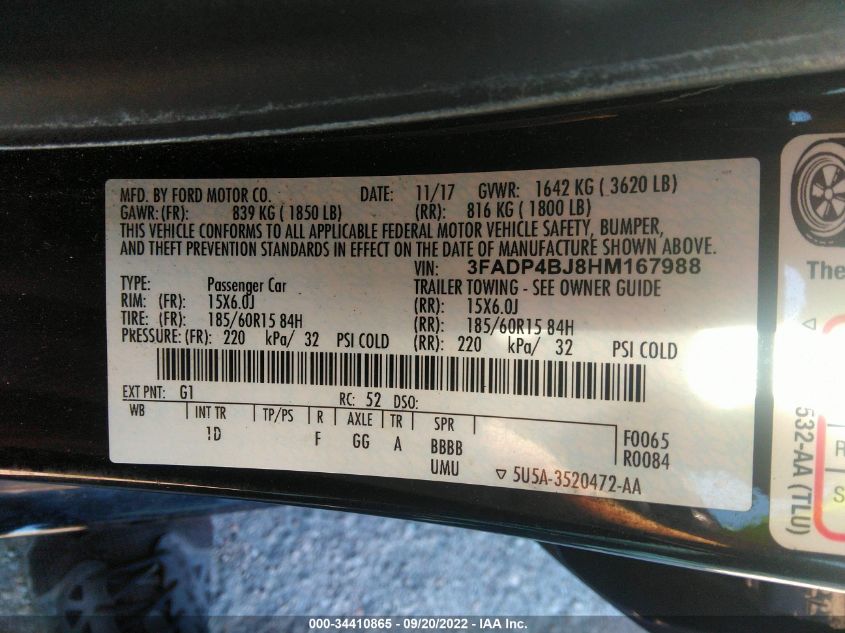 MFD. BY FORD MOTOR CO. DATE: 11/17 GVWR: 1642 KG ( 3620 LB)
GAWR: (FR): 839 KG ( 1850 LB) (RR): 816 KG ( 1800 LB)
THIS VEHICLE CONFORMS TO ALL APPLICABLE FEDERAL MOTOR VEHICLE SAFETY, BUMPER,
AND THEFT PREVENTION STANDARDS IN EFFECT ON THE DATE OF MANUFACTURE SHOWN ABOVE.
VIN: 3FADP4BJ8HM167988
TYPE: Passenger Car TRAILER TOWING - SEE OWNER GUIDE
RIM: (FR): 15X6.0J (RR): 15X6.0J
TIRE: (FR): 185/60R15 84H (RR): 185/60R15 84H
PRESSURE: (FR): 220 kPa/ 32 PSI COLD (RR): 220 kPa/ 32 PSI COLD
EXT PNT: G1 RC: 52 DSO:
WB INT TR TP/PS R AXLE TR SPR
1D F GG A BBBB
UMU
F0065
R0084
▽ 5U5A-3520472-AA
The
532-AA (TLU)
R
S
000-34410865 - 09/20/2022 - IAA Inc.